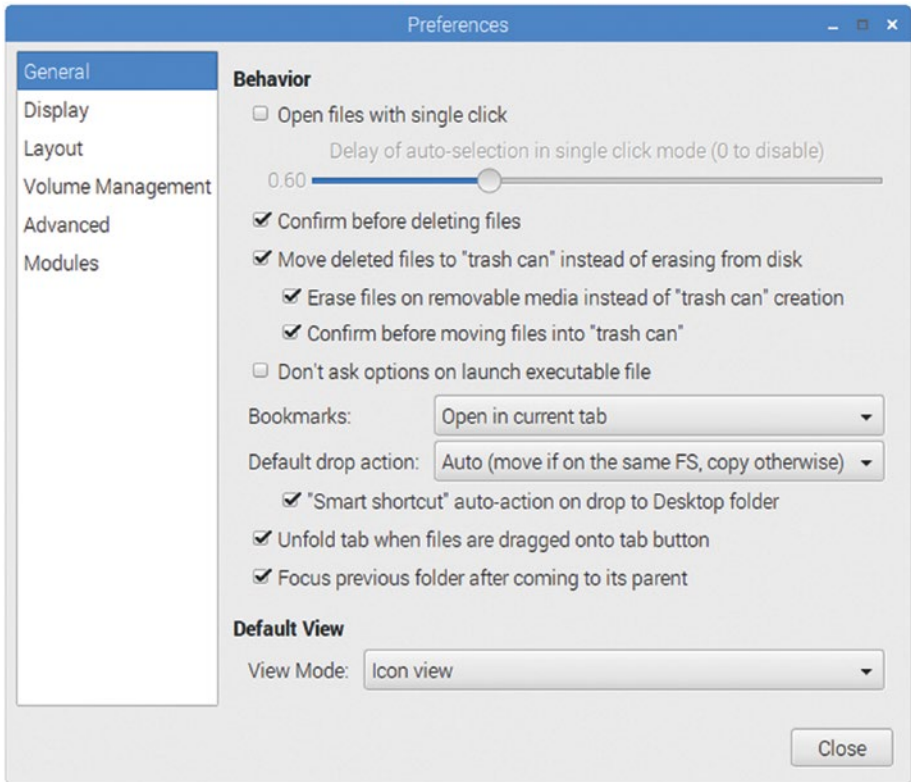 Preferences
General
Display
Layout
Volume Management
Advanced
Modules
Behavior
Open files with single click
Delay of auto-selection in single click mode (0 to disable)
0.60
Confirm before deleting files
Move deleted files to "trash can" instead of erasing from disk
Erase files on removable media instead of "trash can" creation
Confirm before moving files into "trash can"
Don't ask options on launch executable file
Bookmarks: Open in current tab
Default drop action: Auto (move if on the same FS, copy otherwise)
"Smart shortcut" auto-action on drop to Desktop folder
Unfold tab when files are dragged onto tab button
Focus previous folder after coming to its parent
Default View
View Mode: Icon view
Close